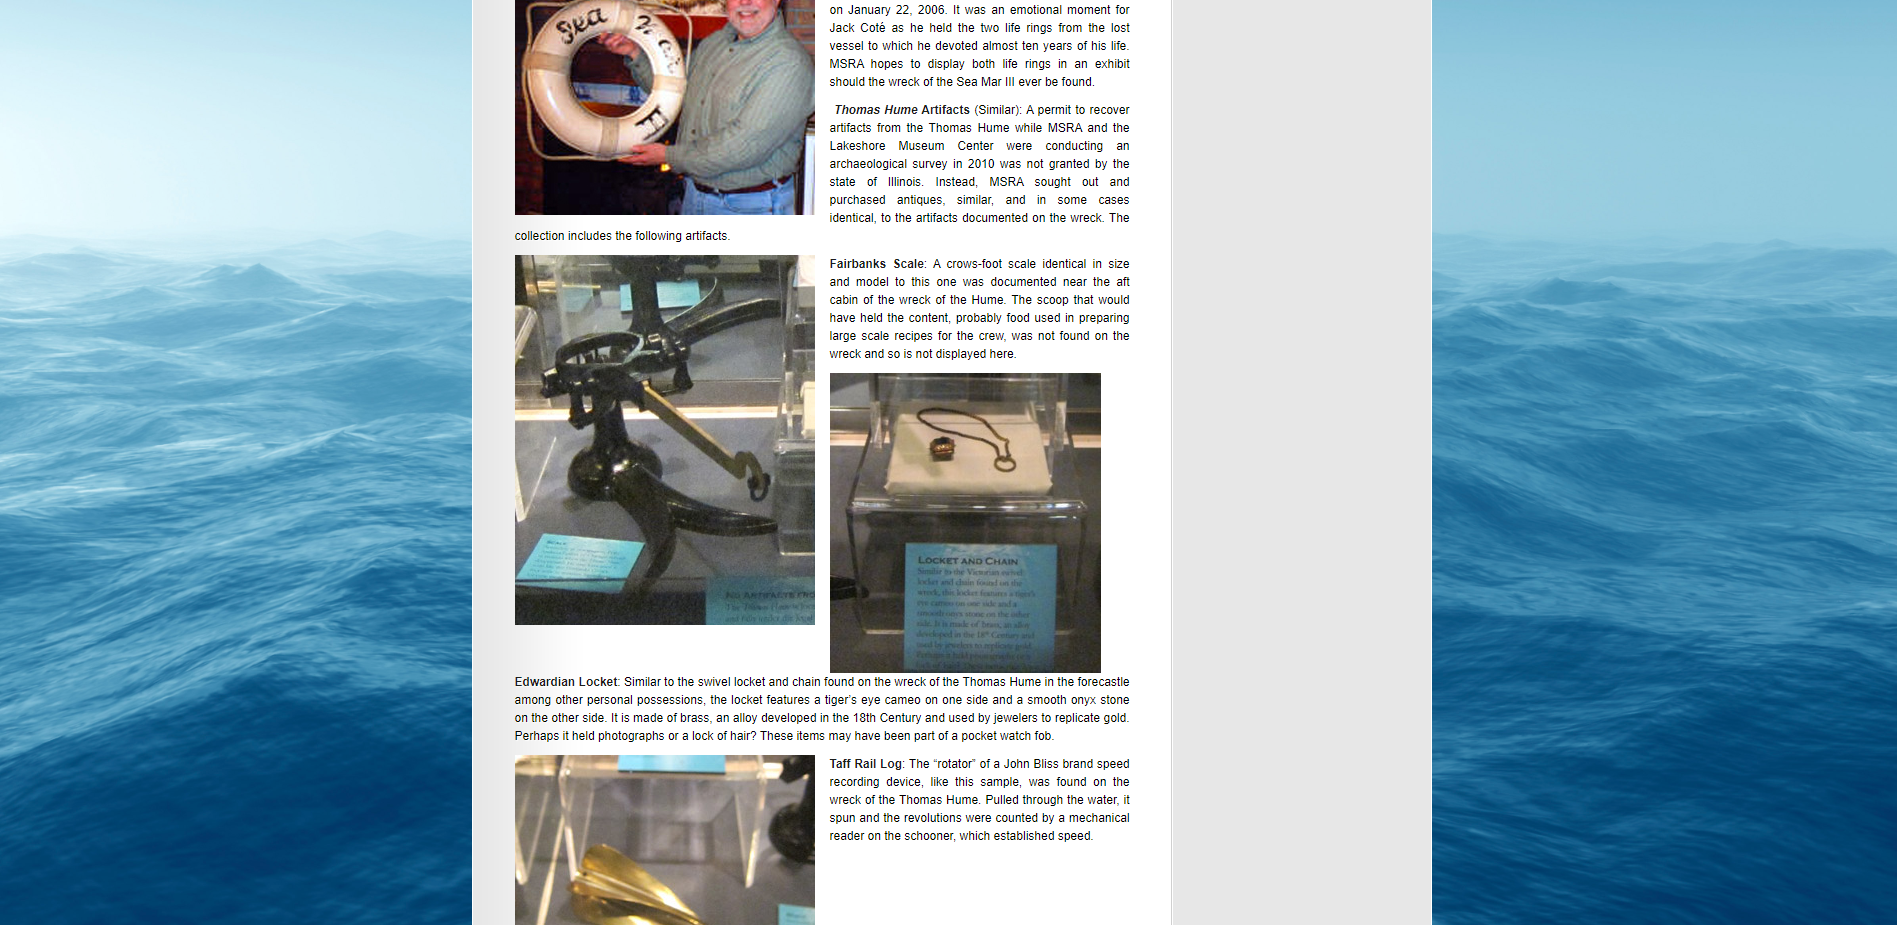 Sea
III
on January 22, 2006. It was an emotional moment for
Jack Coté as he held the two life rings from the lost
vessel to which he devoted almost ten years of his life.
MSRA hopes to display both life rings in an exhibit
should the wreck of the Sea Mar III ever be found.
Thomas Hume Artifacts (Similar): A permit to recover
artifacts from the Thomas Hume while MSRA and the
Lakeshore Museum Center were conducting an
archaeological survey in 2010 was not granted by the
state of Illinois. Instead, MSRA sought out and
purchased antiques, similar, and in some cases
identical, to the artifacts documented on the wreck. The
collection includes the following artifacts.
Fairbanks Scale: A crows-foot scale identical in size
and model to this one was documented near the aft
cabin of the wreck of the Hume. The scoop that would
have held the content, probably food used in preparing
large scale recipes for the crew, was not found on the
wreck and so is not displayed here.
NO ARTIFACTS FRO
The Thomas Hume
and fully under the
LOCKET AND CHAIN
Similar to the Victorian swivel
locket and chain found on the
wreck, this locket features a tiger's
eye cameo on one side and a
smooth onyx stone on the other
side. It is made of brass, an alloy
developed in the 18th Century and
used by jewelers to replicate gold.
Perhaps it held photographs
lock of hair?
Edwardian Locket: Similar to the swivel locket and chain found on the wreck of the Thomas Hume in the forecastle
among other personal possessions, the locket features a tiger's eye cameo on one side and a smooth onyx stone
on the other side. It is made of brass, an alloy developed in the 18th Century and used by jewelers to replicate gold.
Perhaps it held photographs or a lock of hair? These items may have been part of a pocket watch fob.
Taff Rail Log: The “rotator” of a John Bliss brand speed
recording device, like this sample, was found on the
wreck of the Thomas Hume. Pulled through the water, it
spun and the revolutions were counted by a mechanical
reader on the schooner, which established speed.